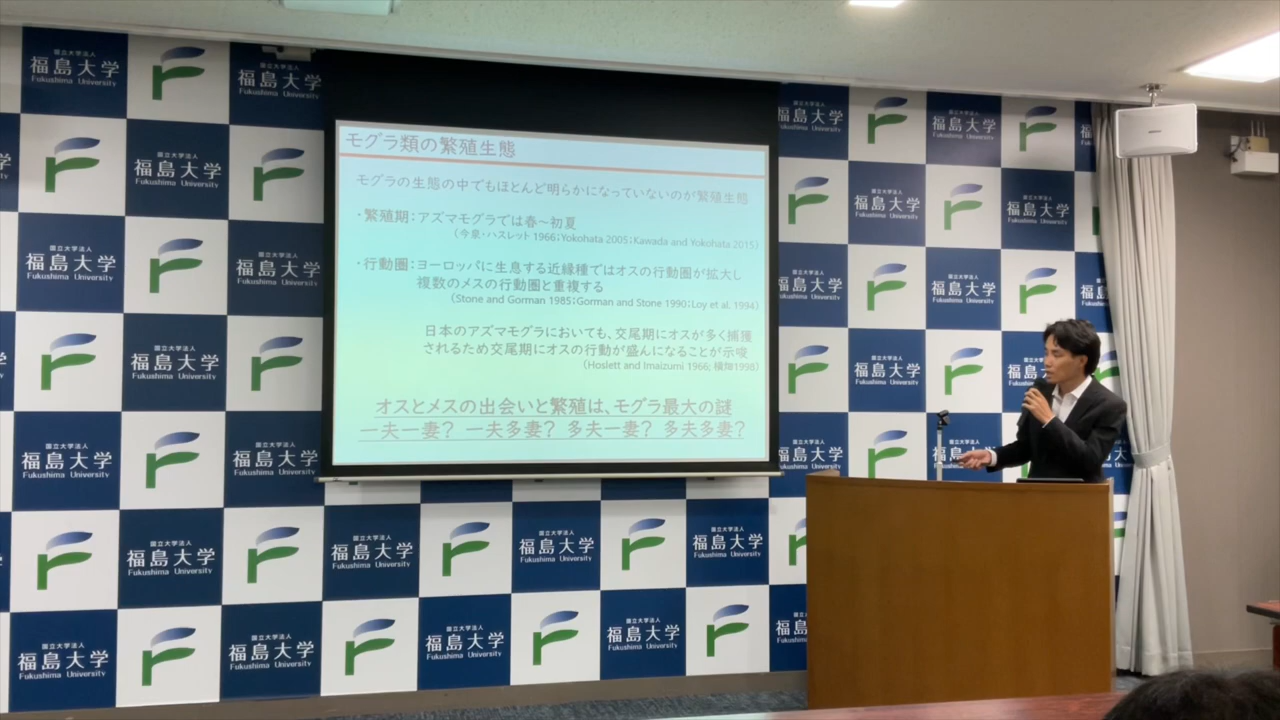 モグラ類の繁殖生態
モグラの生態の中でもほとんど明らかになっていないのが繁殖生態
・繁殖期：アズマモグラでは春～初夏
（今泉・ハスレット 1966；Yokohata 2005；Kawada and Yokohata 2015）
・行動圏：ヨーロッパに生息する近縁種ではオスの行動圏が拡大し
複数のメスの行動圏と重複する
（Stone and Gorman 1985；Gorman and Stone 1990；Loy et al. 1994）
日本のアズマモグラにおいても、交尾期にオスが多く捕獲
されるため交尾期にオスの行動が盛んになることが示唆
（Hoslett and Imaizumi 1966；横畑1998）
オスとメスの出会いと繁殖は、モグラ最大の謎
一夫一妻？ 一夫多妻？ 多夫一妻？ 多夫多妻？
国立大学法人
福島大学
Fukushima University